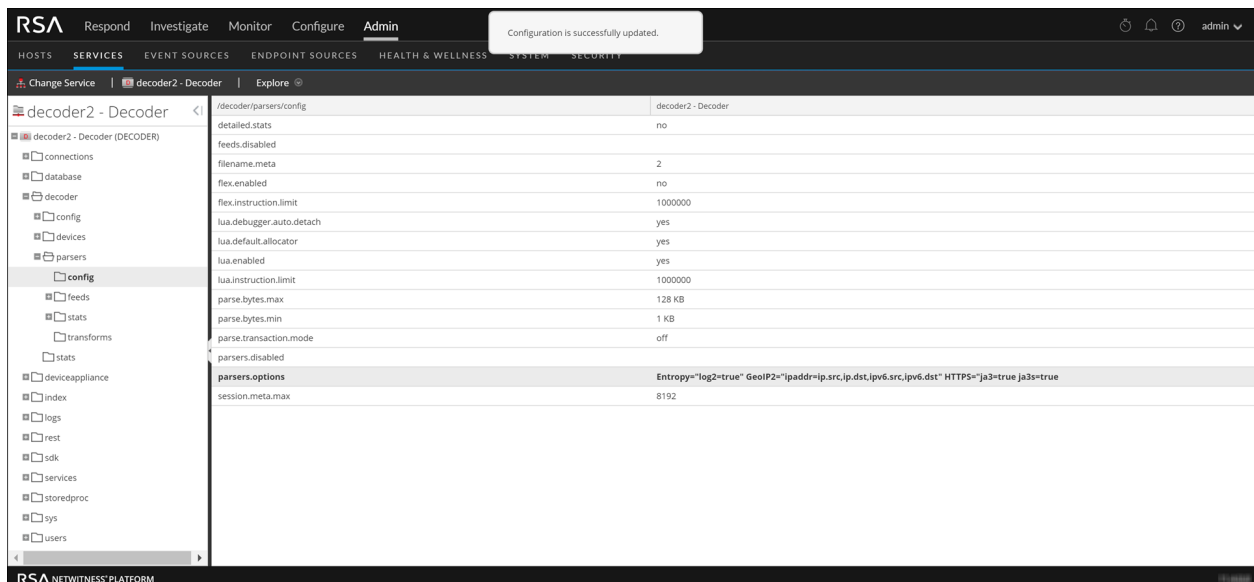 RSA Respond Investigate Monitor Configure Admin admin
Configuration is successfully updated.
HOSTS SERVICES EVENT SOURCES ENDPOINT SOURCES HEALTH & WELLNESS SYSTEM SECURITY
Change Service | decoder2 - Decoder | Explore
decoder2 - Decoder
decoder2 - Decoder (DECODER)
connections
database
decoder
config
devices
parsers
config
feeds
stats
transforms
stats
deviceappliance
index
logs
rest
sdk
services
storedproc
sys
users
/decoder/parsers/config decoder2 - Decoder
detailed.stats no
feeds.disabled
filename.meta 2
flex.enabled no
flex.instruction.limit 1000000
lua.debugger.auto.detach yes
lua.default.allocator yes
lua.enabled yes
lua.instruction.limit 1000000
parse.bytes.max 128 KB
parse.bytes.min 1 KB
parse.transaction.mode off
parsers.disabled
parsers.options Entropy="log2=true" GeoIP2="ipaddr=ip.src,ip.dst,ipv6.src,ipv6.dst" HTTPS="ja3=true ja3s=true
session.meta.max 8192
RSA NETWITNESS® PLATFORM